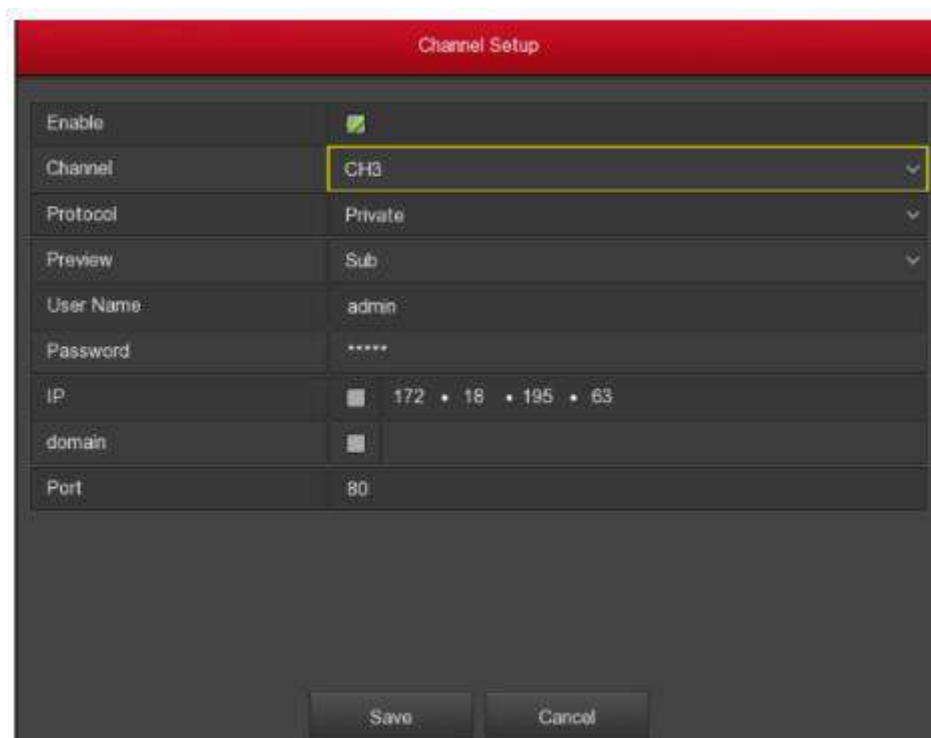 Channel Setup
Enable
Channel CH3
Protocol Private
Preview Sub
User Name admin
Password *****
IP 172 • 18 • 195 • 63
domain
Port 80
Save Cancel